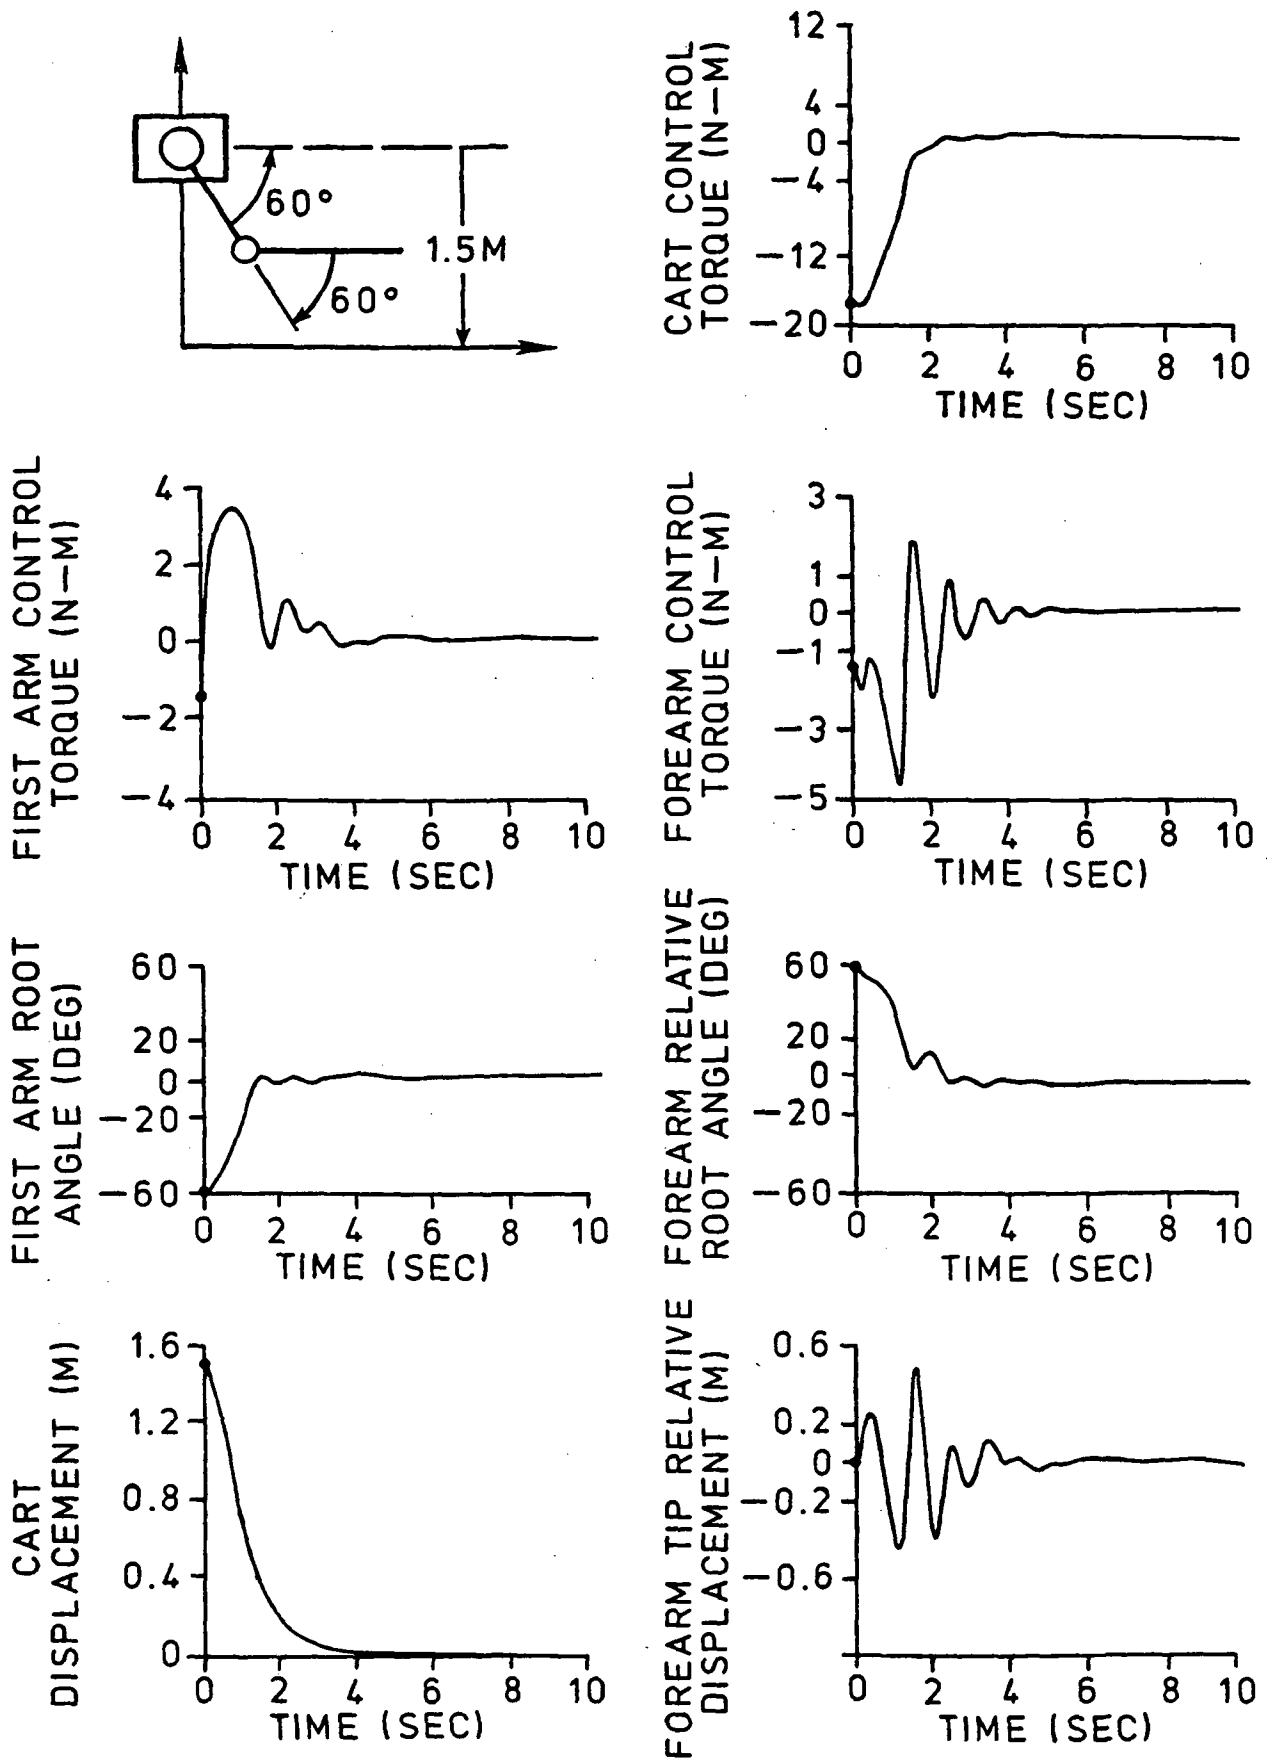 60°
60°
1.5M
CART CONTROL
TORQUE (N—M)
12
4
0
—4
—12
—20
0 2 4 6 8 10
TIME (SEC)
FIRST ARM CONTROL
TORQUE (N—M)
4
2
0
—2
—4
0 2 4 6 8 10
TIME (SEC)
FOREARM CONTROL
TORQUE (N—M)
3
1
0
—1
—3
—5
0 2 4 6 8 10
TIME (SEC)
FIRST ARM ROOT
ANGLE (DEG)
60
20
0
—20
—60
0 2 4 6 8 10
TIME (SEC)
FOREARM RELATIVE
ROOT ANGLE (DEG)
60
20
0
—20
—60
0 2 4 6 8 10
TIME (SEC)
CART
DISPLACEMENT (M)
1.6
1.2
0.8
0.4
0
0 2 4 6 8 10
TIME (SEC)
FOREARM TIP RELATIVE
DISPLACEMENT (M)
0.6
0.2
0
—0.2
—0.6
0 2 4 6 8 10
TIME (SEC)